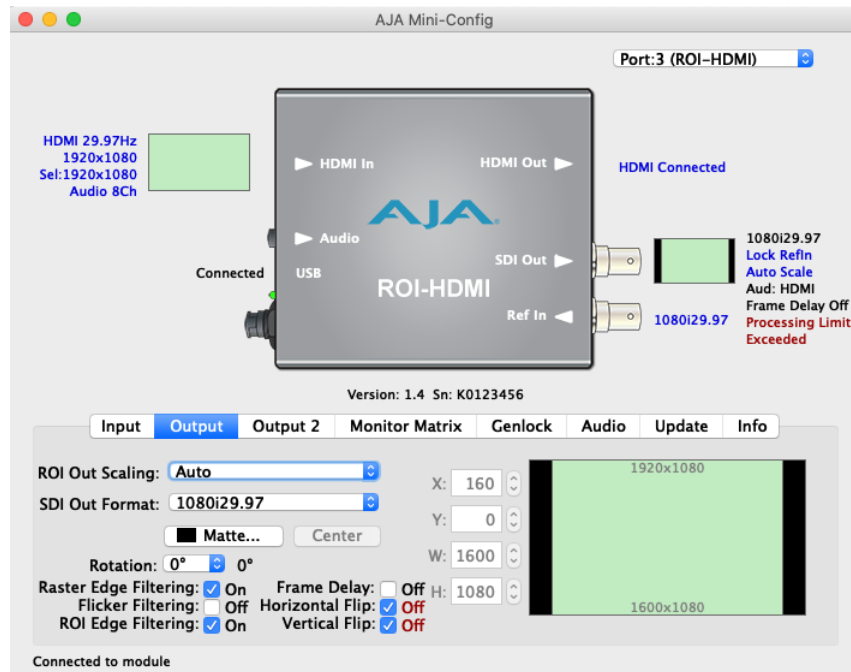 AJA Mini-Config
Port:3 (ROI-HDMI)
HDMI 29.97Hz
1920x1080
Sel:1920x1080
Audio 8Ch
HDMI In
HDMI Out
HDMI Connected
AJA
Audio
Connected
USB
SDI Out
ROI-HDMI
Ref In
1080i29.97
1080i29.97
Lock RefIn
Auto Scale
Aud: HDMI
Frame Delay Off
Processing Limit
Exceeded
Version: 1.4 Sn: K0123456
Input Output Output 2 Monitor Matrix Genlock Audio Update Info
ROI Out Scaling: Auto
SDI Out Format: 1080i29.97
Matte... Center
Rotation: 0° 0°
Raster Edge Filtering: On Frame Delay: Off
Flicker Filtering: Off Horizontal Flip: Off
ROI Edge Filtering: On Vertical Flip: Off
X: 160
Y: 0
W: 1600
H: 1080
1920x1080
1600x1080
Connected to module